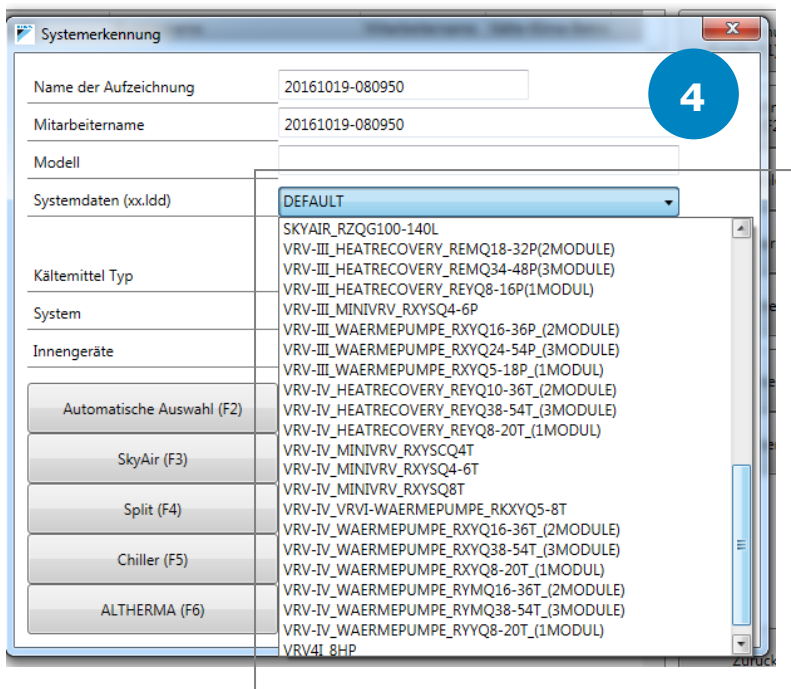 Systemerkennung
4
Name der Aufzeichnung 20161019-080950
Mitarbeitername 20161019-080950
Modell
Systemdaten (xx.ldd) DEFAULT
SKYAIR_RZQG100-140L
VRV-III_HEATRECOVERY_REMQ18-32P(2MODULE)
VRV-III_HEATRECOVERY_REMQ34-48P(3MODULE)
VRV-III_HEATRECOVERY_REYQ8-16P(1MODUL)
VRV-III_MINIVRV_RXYSQ4-6P
VRV-III_WAERMEPUMPE_RXYQ16-36P_(2MODULE)
VRV-III_WAERMEPUMPE_RXYQ24-54P_(3MODULE)
VRV-III_WAERMEPUMPE_RXYQ5-18P_(1MODUL)
VRV-IV_HEATRECOVERY_REYQ10-36T_(2MODULE)
VRV-IV_HEATRECOVERY_REYQ38-54T_(3MODULE)
VRV-IV_HEATRECOVERY_REYQ8-20T_(1MODUL)
VRV-IV_MINIVRV_RXYSCQ4T
VRV-IV_MINIVRV_RXYSQ4-6T
VRV-IV_MINIVRV_RXYSQ8T
VRV-IV_VRVI-WAERMEPUMPE_RKXYQ5-8T
VRV-IV_WAERMEPUMPE_RXYQ16-36T_(2MODULE)
VRV-IV_WAERMEPUMPE_RXYQ38-54T_(3MODULE)
VRV-IV_WAERMEPUMPE_RXYQ8-20T_(1MODUL)
VRV-IV_WAERMEPUMPE_RYMQ16-36T_(2MODULE)
VRV-IV_WAERMEPUMPE_RYMQ38-54T_(3MODULE)
VRV-IV_WAERMEPUMPE_RYYQ8-20T_(1MODUL)
VRV4I_8HP
Kältemittel Typ
System
Innengeräte
Automatische Auswahl (F2)
SkyAir (F3)
Split (F4)
Chiller (F5)
ALTHERMA (F6)